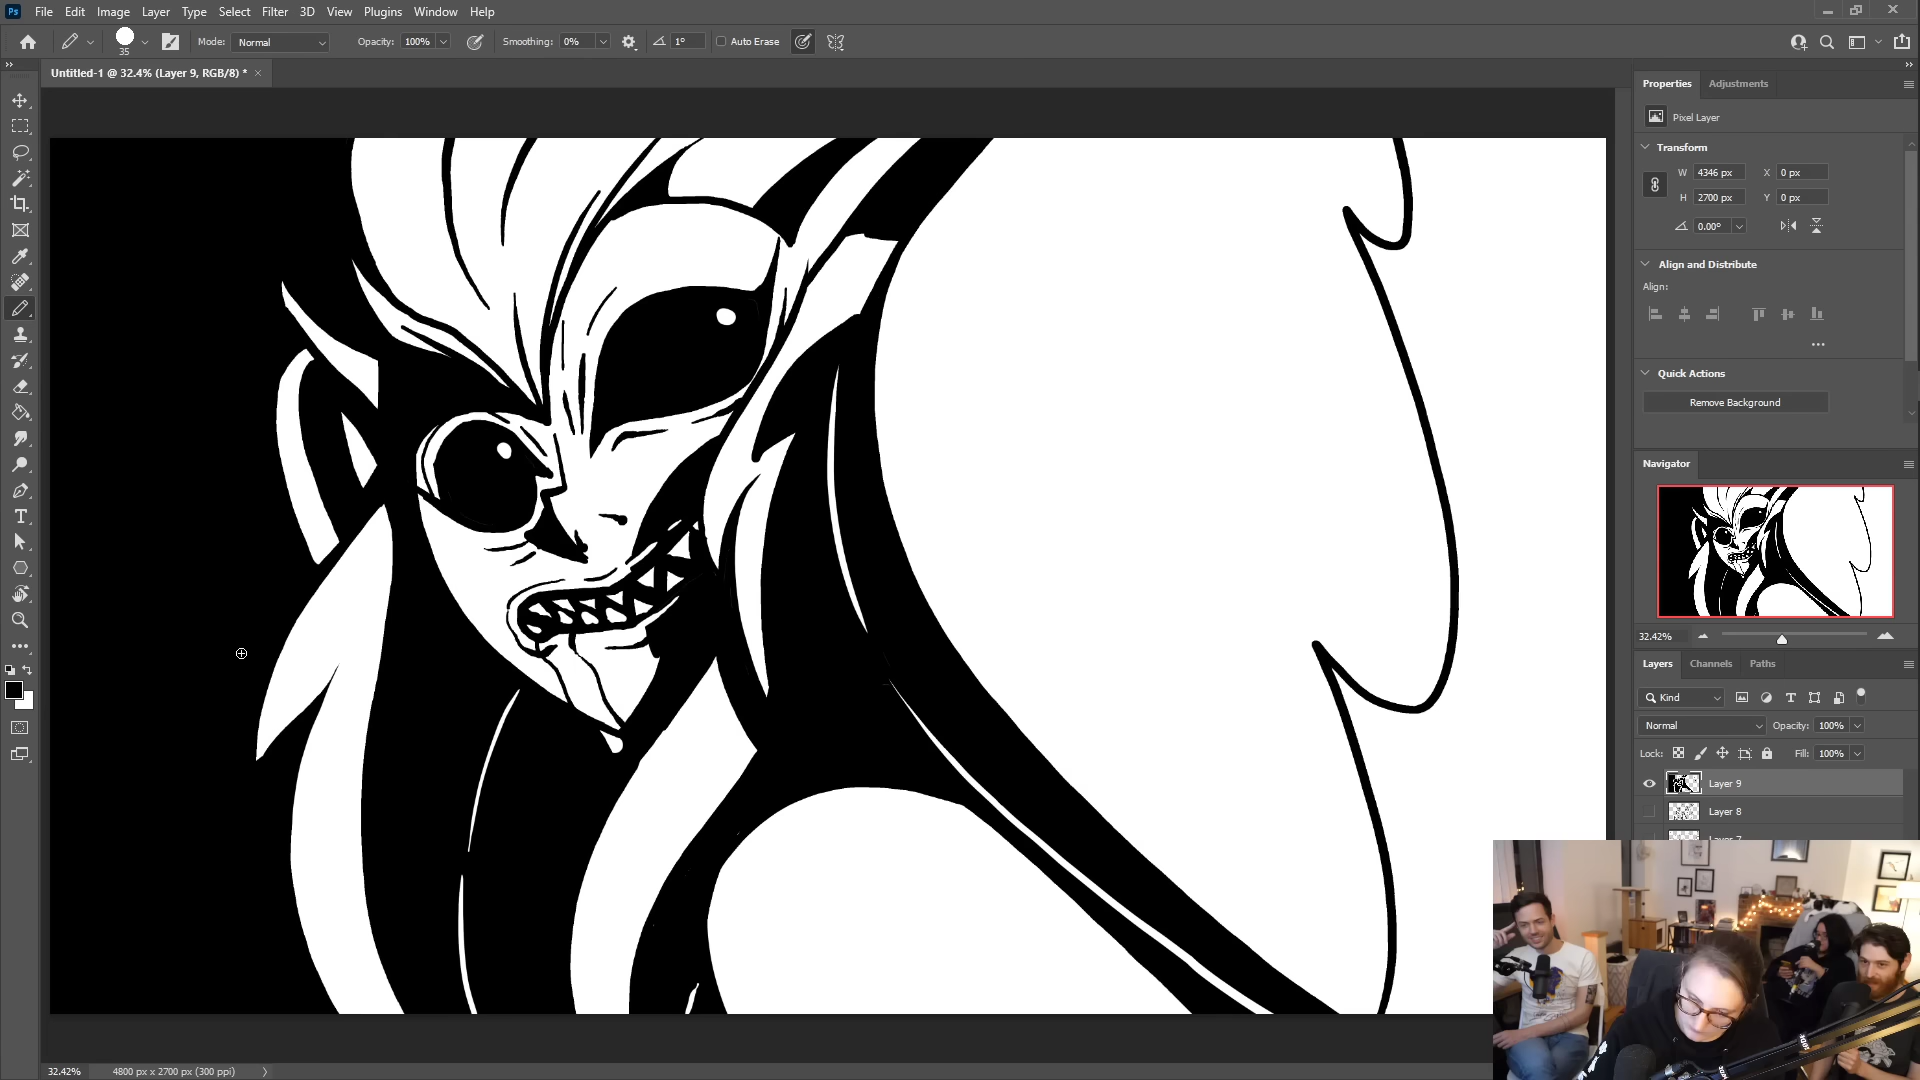 Ps File Edit Image Layer Type Select Filter 3D View Plugins Window Help
35 Mode: Normal Opacity: 100% Smoothing: 0% 1° Auto Erase
Untitled-1 @ 32.4% (Layer 9, RGB/8) *
Properties Adjustments
Pixel Layer
Transform
W 4346 px X 0 px
H 2700 px Y 0 px
0.00°
Align and Distribute
Align:
Quick Actions
Remove Background
Navigator
32.42%
Layers Channels Paths
Kind
Normal Opacity: 100%
Lock: Fill: 100%
Layer 9
Layer 8
Layer 7
32.42% 4800 px x 2700 px (300 ppi)